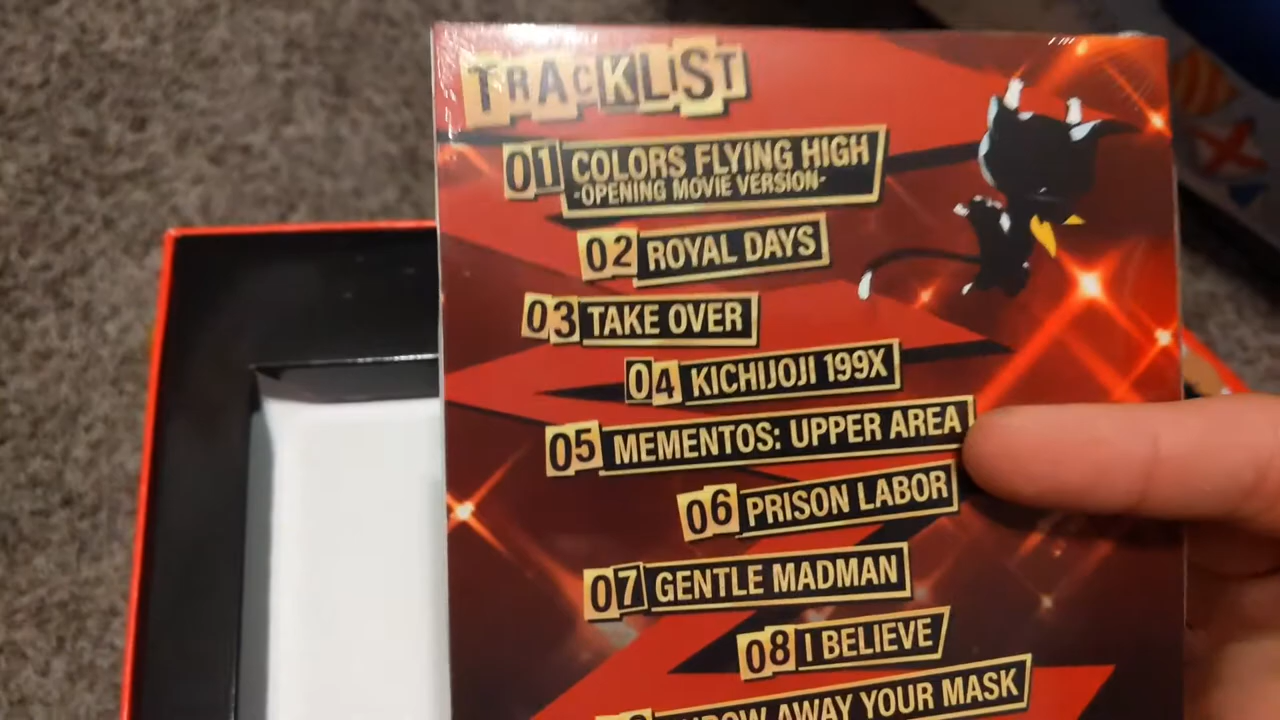 TRACKLIST
01 COLORS FLYING HIGH
-OPENING MOVIE VERSION-
02 ROYAL DAYS
03 TAKE OVER
04 KICHIJOJI 199X
05 MEMENTOS: UPPER AREA
06 PRISON LABOR
07 GENTLE MADMAN
08 I BELIEVE
AWAY YOUR MASK